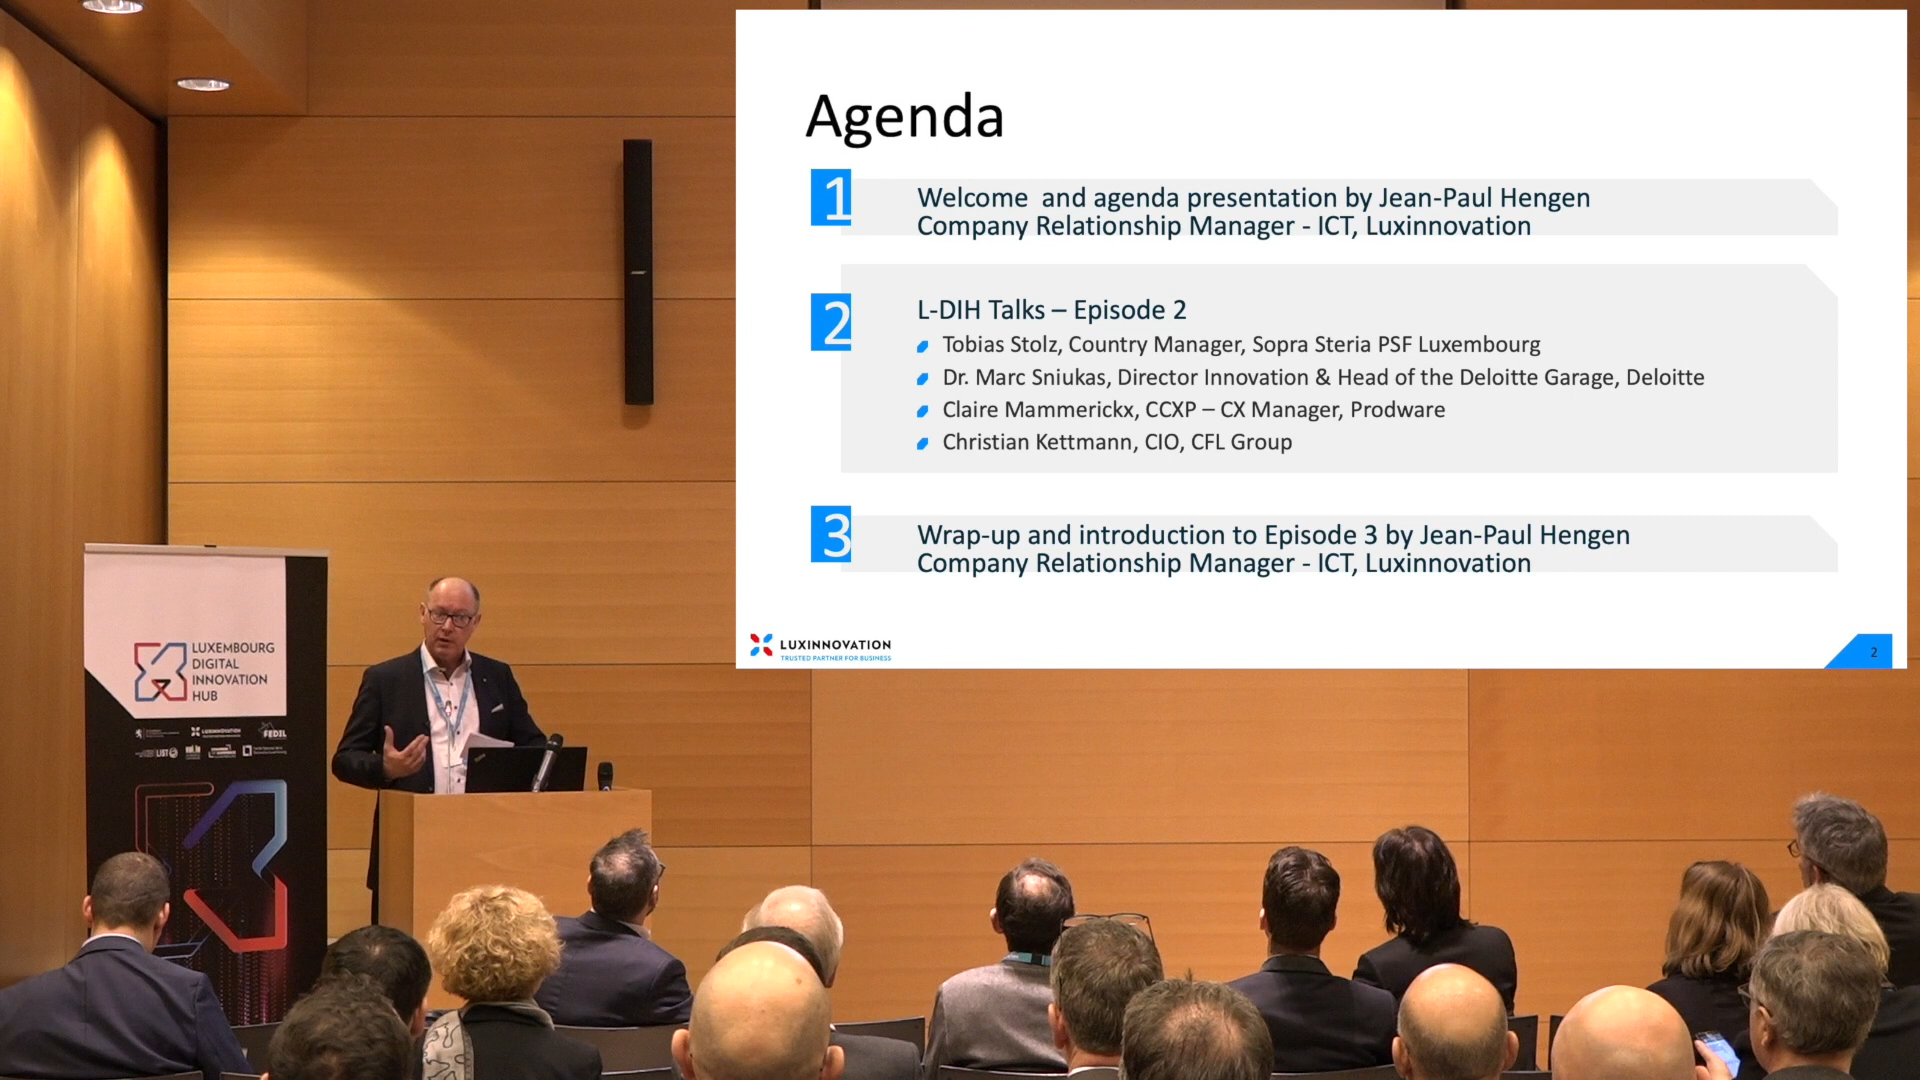 Agenda
1
Welcome and agenda presentation by Jean-Paul Hengen
Company Relationship Manager - ICT, Luxinnovation
2
L-DIH Talks – Episode 2
Tobias Stolz, Country Manager, Sopra Steria PSF Luxembourg
Dr. Marc Sniukas, Director Innovation & Head of the Deloitte Garage, Deloitte
Claire Mammerickx, CCXP – CX Manager, Prodware
Christian Kettmann, CIO, CFL Group
3
Wrap-up and introduction to Episode 3 by Jean-Paul Hengen
Company Relationship Manager - ICT, Luxinnovation
LUXINNOVATION
TRUSTED PARTNER FOR BUSINESS
2
LUXEMBOURG
DIGITAL
INNOVATION
HUB
LUXINNOVATION
FEDIL
LIST